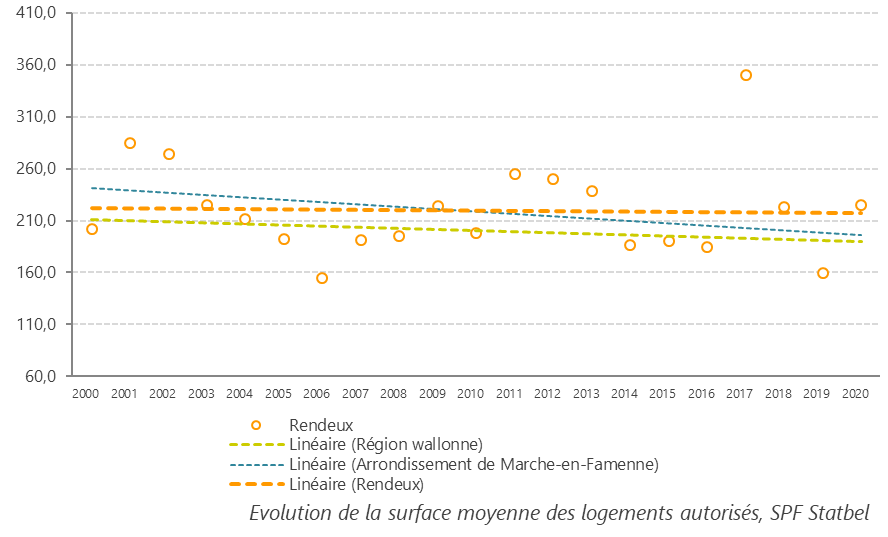 410,0
360,0
310,0
260,0
210,0
160,0
110,0
60,0
2000 2001 2002 2003 2004 2005 2006 2007 2008 2009 2010 2011 2012 2013 2014 2015 2016 2017 2018 2019 2020
Rendeux
Linéaire (Région wallonne)
Linéaire (Arrondissement de Marche-en-Famenne)
Linéaire (Rendeux)
Evolution de la surface moyenne des logements autorisés, SPF Statbel